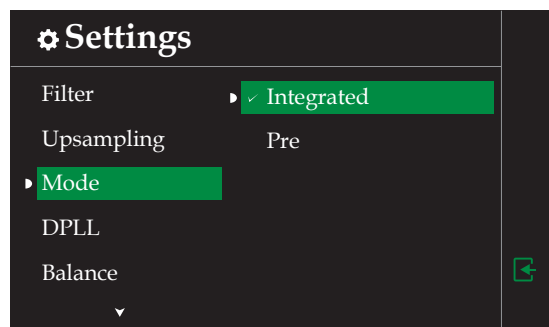 Settings
Filter
Upsampling
Mode
DPLL
Balance
Integrated
Pre